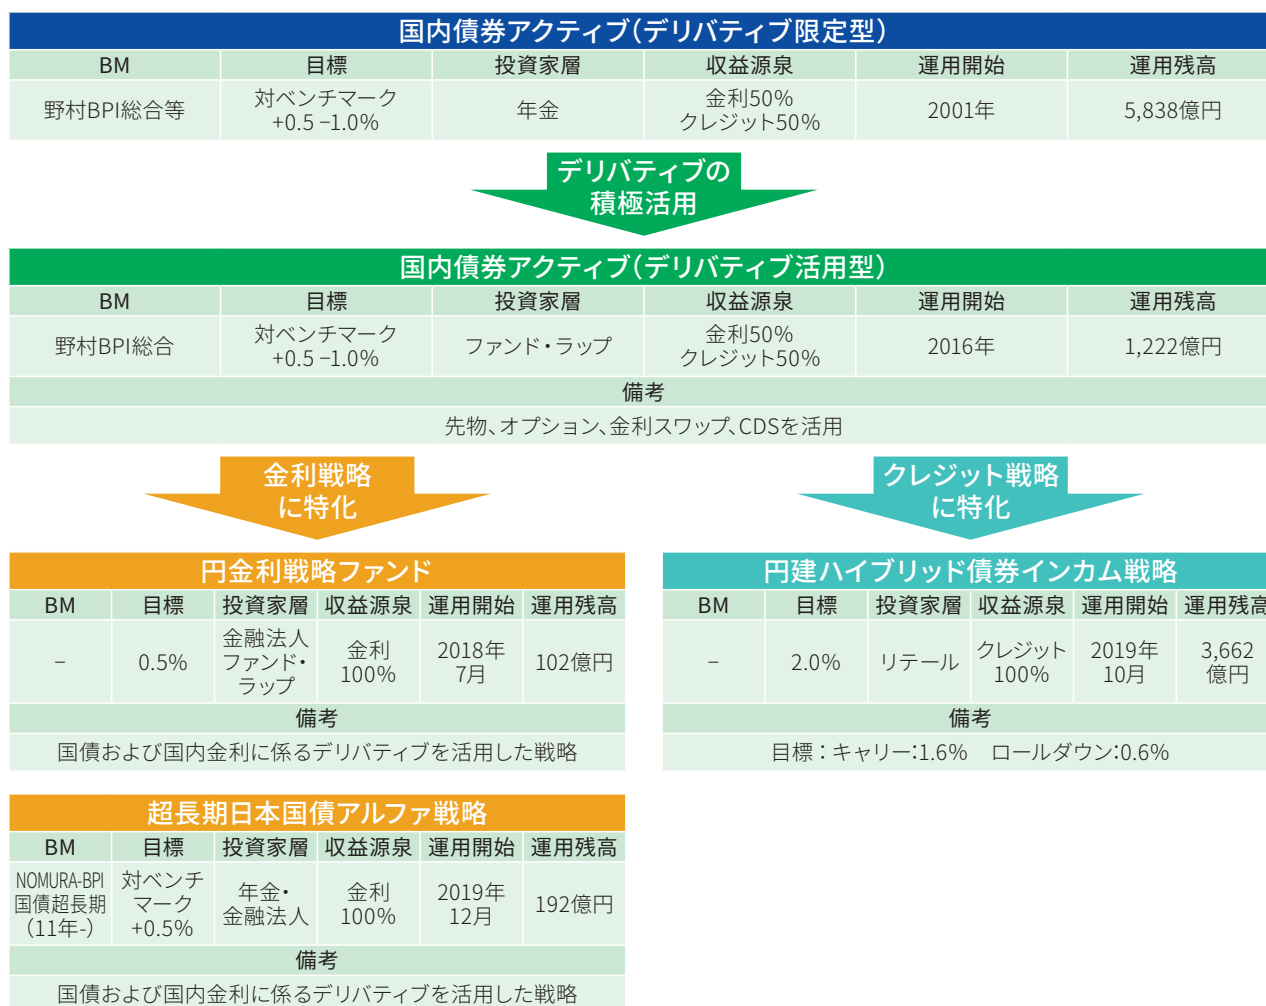 国内債券アクティブ（デリバティブ限定型）
BM 目標 投資家層 収益源泉 運用開始 運用残高
野村BPI総合等 対ベンチマーク +0.5 –1.0% 年金 金利50% クレジット50% 2001年 5,838億円
デリバティブの
積極活用
国内債券アクティブ（デリバティブ活用型）
BM 目標 投資家層 収益源泉 運用開始 運用残高
野村BPI総合 対ベンチマーク +0.5 –1.0% ファンド・ラップ 金利50% クレジット50% 2016年 1,222億円
備考
先物、オプション、金利スワップ、CDSを活用
金利戦略
に特化
クレジット戦略
に特化
円金利戦略ファンド
BM 目標 投資家層 収益源泉 運用開始 運用残高
– 0.5% 金融法人 ファンド・ ラップ 金利 100% 2018年 7月 102億円
備考
国債および国内金利に係るデリバティブを活用した戦略
円建ハイブリッド債券インカム戦略
BM 目標 投資家層 収益源泉 運用開始 運用残高
– 2.0% リテール クレジット 100% 2019年 10月 3,662 億円
備考
目標：キャリー:1.6%　ロールダウン:0.6%
超長期日本国債アルファ戦略
BM 目標 投資家層 収益源泉 運用開始 運用残高
NOMURA-BPI 国債超長期 （11年-） 対ベンチ マーク +0.5% 年金・ 金融法人 金利 100% 2019年 12月 192億円
備考
国債および国内金利に係るデリバティブを活用した戦略